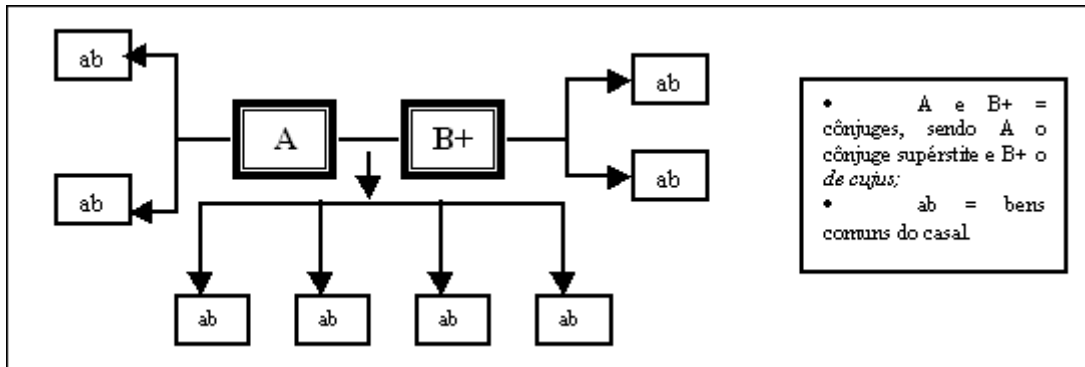 ab
ab
A B+
ab
ab
ab ab ab ab
• A e B+ =
cônjuges, sendo A o
cônjuge supérstite e B+ o
de cujus;
• ab = bens
comuns do casal.